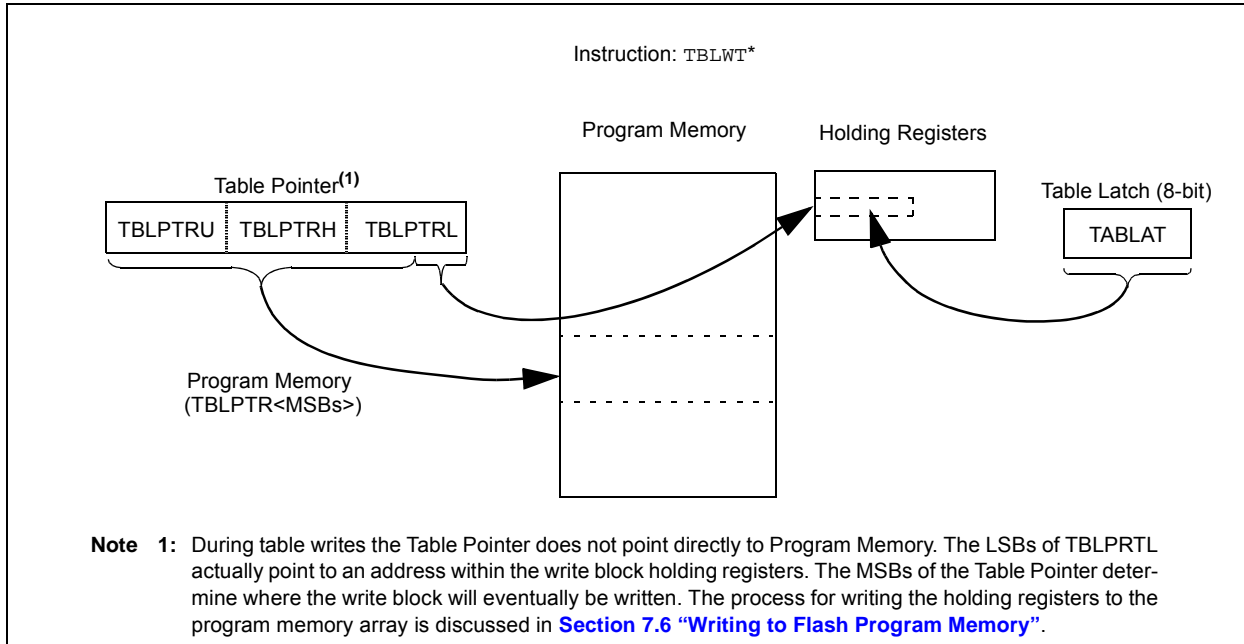 Instruction: TBLWT*
Program Memory
Holding Registers
Table Pointer(1)
Table Latch (8-bit)
TBLPTRU TBLPTRH TBLPTRL
TABLAT
Program Memory
(TBLPTR<MSBs>)
Note 1: During table writes the Table Pointer does not point directly to Program Memory. The LSBs of TBLPRTL
actually point to an address within the write block holding registers. The MSBs of the Table Pointer deter-
mine where the write block will eventually be written. The process for writing the holding registers to the
program memory array is discussed in Section 7.6 “Writing to Flash Program Memory”.